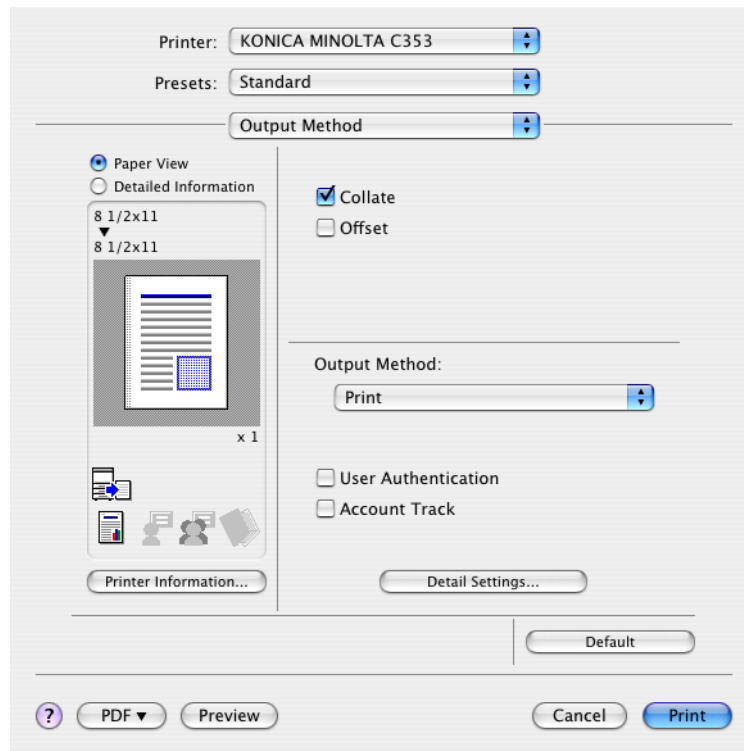 Printer: KONICA MINOLTA C353
Presets: Standard
Output Method
Paper View
Detailed Information
8 1/2x11
8 1/2x11
x 1
Printer Information...
Collate
Offset
Output Method:
Print
User Authentication
Account Track
Detail Settings...
Default
? PDF▼ Preview Cancel Print